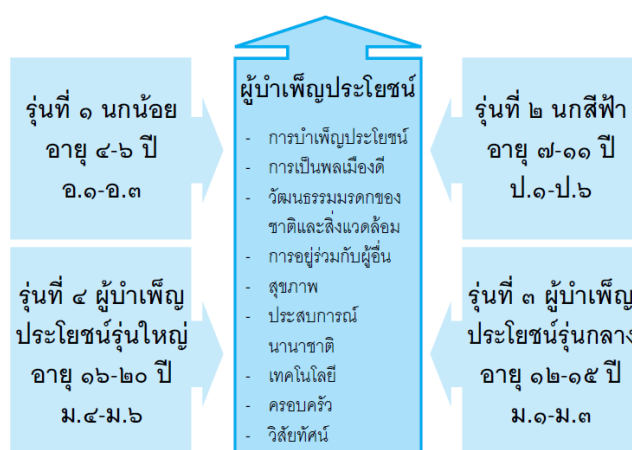 ผู้บำเพ็ญประโยชน์
- การบำเพ็ญประโยชน์
- การเป็นพลเมืองดี
- วัฒนธรรมมรดกของ
ชาติและสิ่งแวดล้อม
- การอยู่ร่วมกับผู้อื่น
- สุขภาพ
- ประสบการณ์
นานาชาติ
- เทคโนโลยี
- ครอบครัว
- วิสัยทัศน์
รุ่นที่ ๑ นกน้อย
อายุ ๔-๖ ปี
อ.๑-อ.๓
รุ่นที่ ๒ นกสีฟ้า
อายุ ๗-๑๑ ปี
ป.๑-ป.๖
รุ่นที่ ๔ ผู้บำเพ็ญ
ประโยชน์รุ่นใหญ่
อายุ ๑๖-๒๐ ปี
ม.๔-ม.๖
รุ่นที่ ๓ ผู้บำเพ็ญ
ประโยชน์รุ่นกลาง
อายุ ๑๒-๑๕ ปี
ม.๑-ม.๓